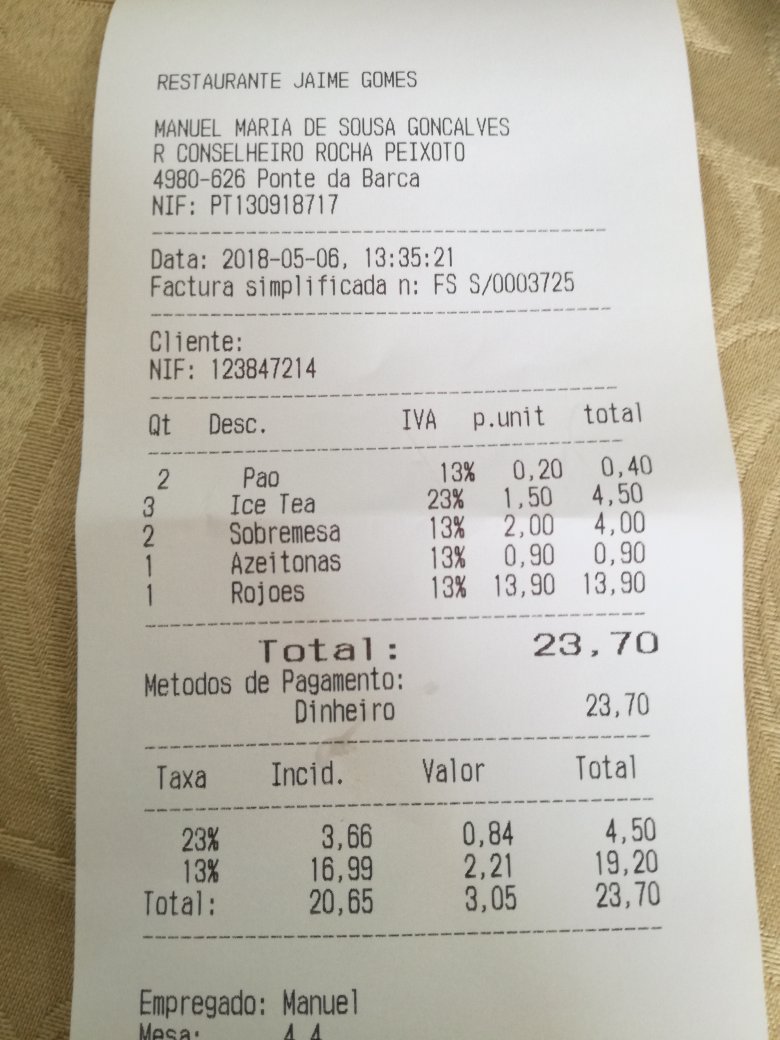 RESTAURANTE JAIME GOMES
MANUEL MARIA DE SOUSA GONCALVES
R CONSELHEIRO ROCHA PEIXOTO
4980-626 Ponte da Barca
NIF: PT130918717
Data: 2018-05-06, 13:35:21
Factura simplificada n: FS S/0003725
Cliente:
NIF: 123847214
Qt Desc. IVA p.unit total
2 Pao 13% 0,20 0,40
3 Ice Tea 23% 1,50 4,50
2 Sobremesa 13% 2,00 4,00
1 Azeitonas 13% 0,90 0,90
1 Rojoes 13% 13,90 13,90
Total: 23,70
Metodos de Pagamento:
Dinheiro 23,70
Taxa Incid. Valor Total
23% 3,66 0,84 4,50
13% 16,99 2,21 19,20
Total: 20,65 3,05 23,70
Empregado: Manuel
Mesa: 4 4